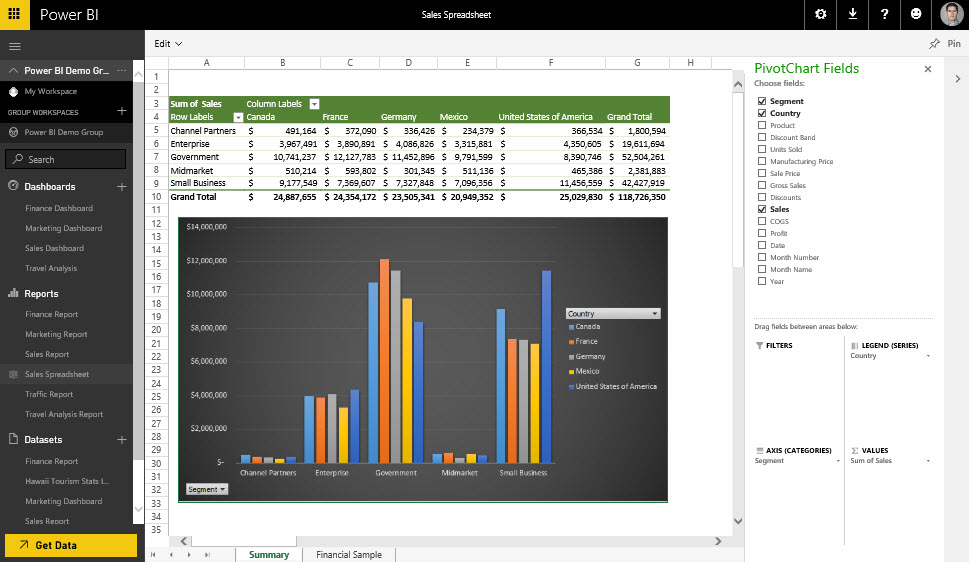 Power BI
Sales Spreadsheet
?
Edit
Pin
Power BI Demo Gr... ...
My Workspace
GROUP WORKSPACES +
Power BI Demo Group
Search
Dashboards +
Finance Dashboard
Marketing Dashboard
Sales Dashboard
Travel Analysis
Reports
Finance Report
Marketing Report
Sales Report
Sales Spreadsheet
Traffic Report
Travel Analysis Report
Datasets +
Finance Report
Hawaii Tourism Stats I...
Marketing Dashboard
Sales Report
Get Data
A B C D E F G H
1
2
3 Sum of Sales Column Labels
4 Row Labels Canada France Germany Mexico United States of America Grand Total
5 Channel Partners $ 491,164 $ 372,090 $ 336,426 $ 234,379 $ 366,534 $ 1,800,594
6 Enterprise $ 3,967,491 $ 3,890,891 $ 4,086,826 $ 3,315,881 $ 4,350,605 $ 19,611,694
7 Government $ 10,741,237 $ 12,127,783 $ 11,452,896 $ 9,791,599 $ 8,390,746 $ 52,504,261
8 Midmarket $ 510,214 $ 593,802 $ 301,345 $ 511,136 $ 465,386 $ 2,381,883
9 Small Business $ 9,177,549 $ 7,369,607 $ 7,327,848 $ 7,096,356 $ 11,456,559 $ 42,427,919
10 Grand Total $ 24,887,655 $ 24,354,172 $ 23,505,341 $ 20,949,352 $ 25,029,830 $ 118,726,350
11
12
13
14
15
16
17
18
19
20
21
22
23
24
25
26
27
28
29
30
31
32
33
34
35
$14,000,000
$12,000,000
$10,000,000
$8,000,000
$6,000,000
$4,000,000
$2,000,000
$-
Channel Partners Enterprise Government Midmarket Small Business
Country
Canada
France
Germany
Mexico
United States of America
Segment
Summary Financial Sample
PivotChart Fields
Choose fields:
Segment
Country
Product
Discount Band
Units Sold
Manufacturing Price
Sale Price
Gross Sales
Discounts
Sales
COGS
Profit
Date
Month Number
Month Name
Year
Drag fields between areas below:
FILTERS
LEGEND (SERIES)
Country
AXIS (CATEGORIES)
Segment
Σ VALUES
Sum of Sales